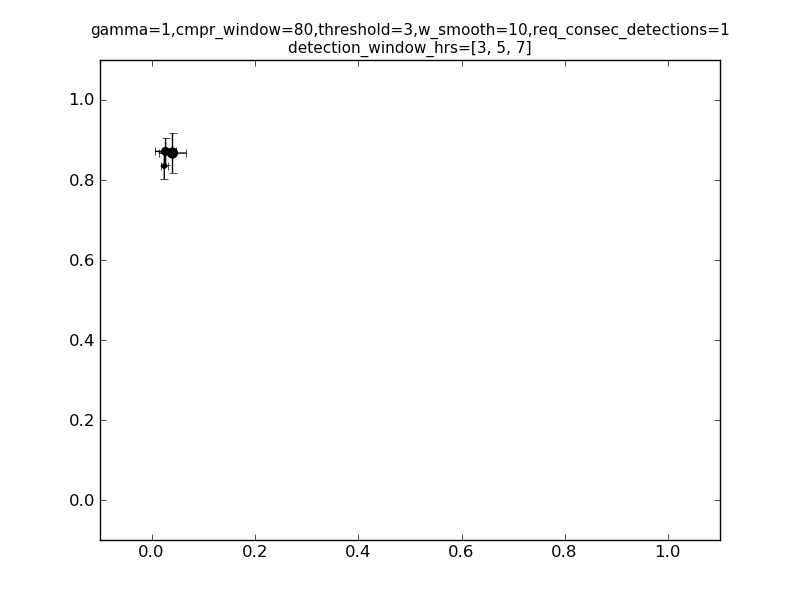 gamma=1,cmpr_window=80,threshold=3,w_smooth=10,req_consec_detections=1
detection_window_hrs=[3, 5, 7]
1.0
0.8
0.6
0.4
0.2
0.0
0.0 0.2 0.4 0.6 0.8 1.0